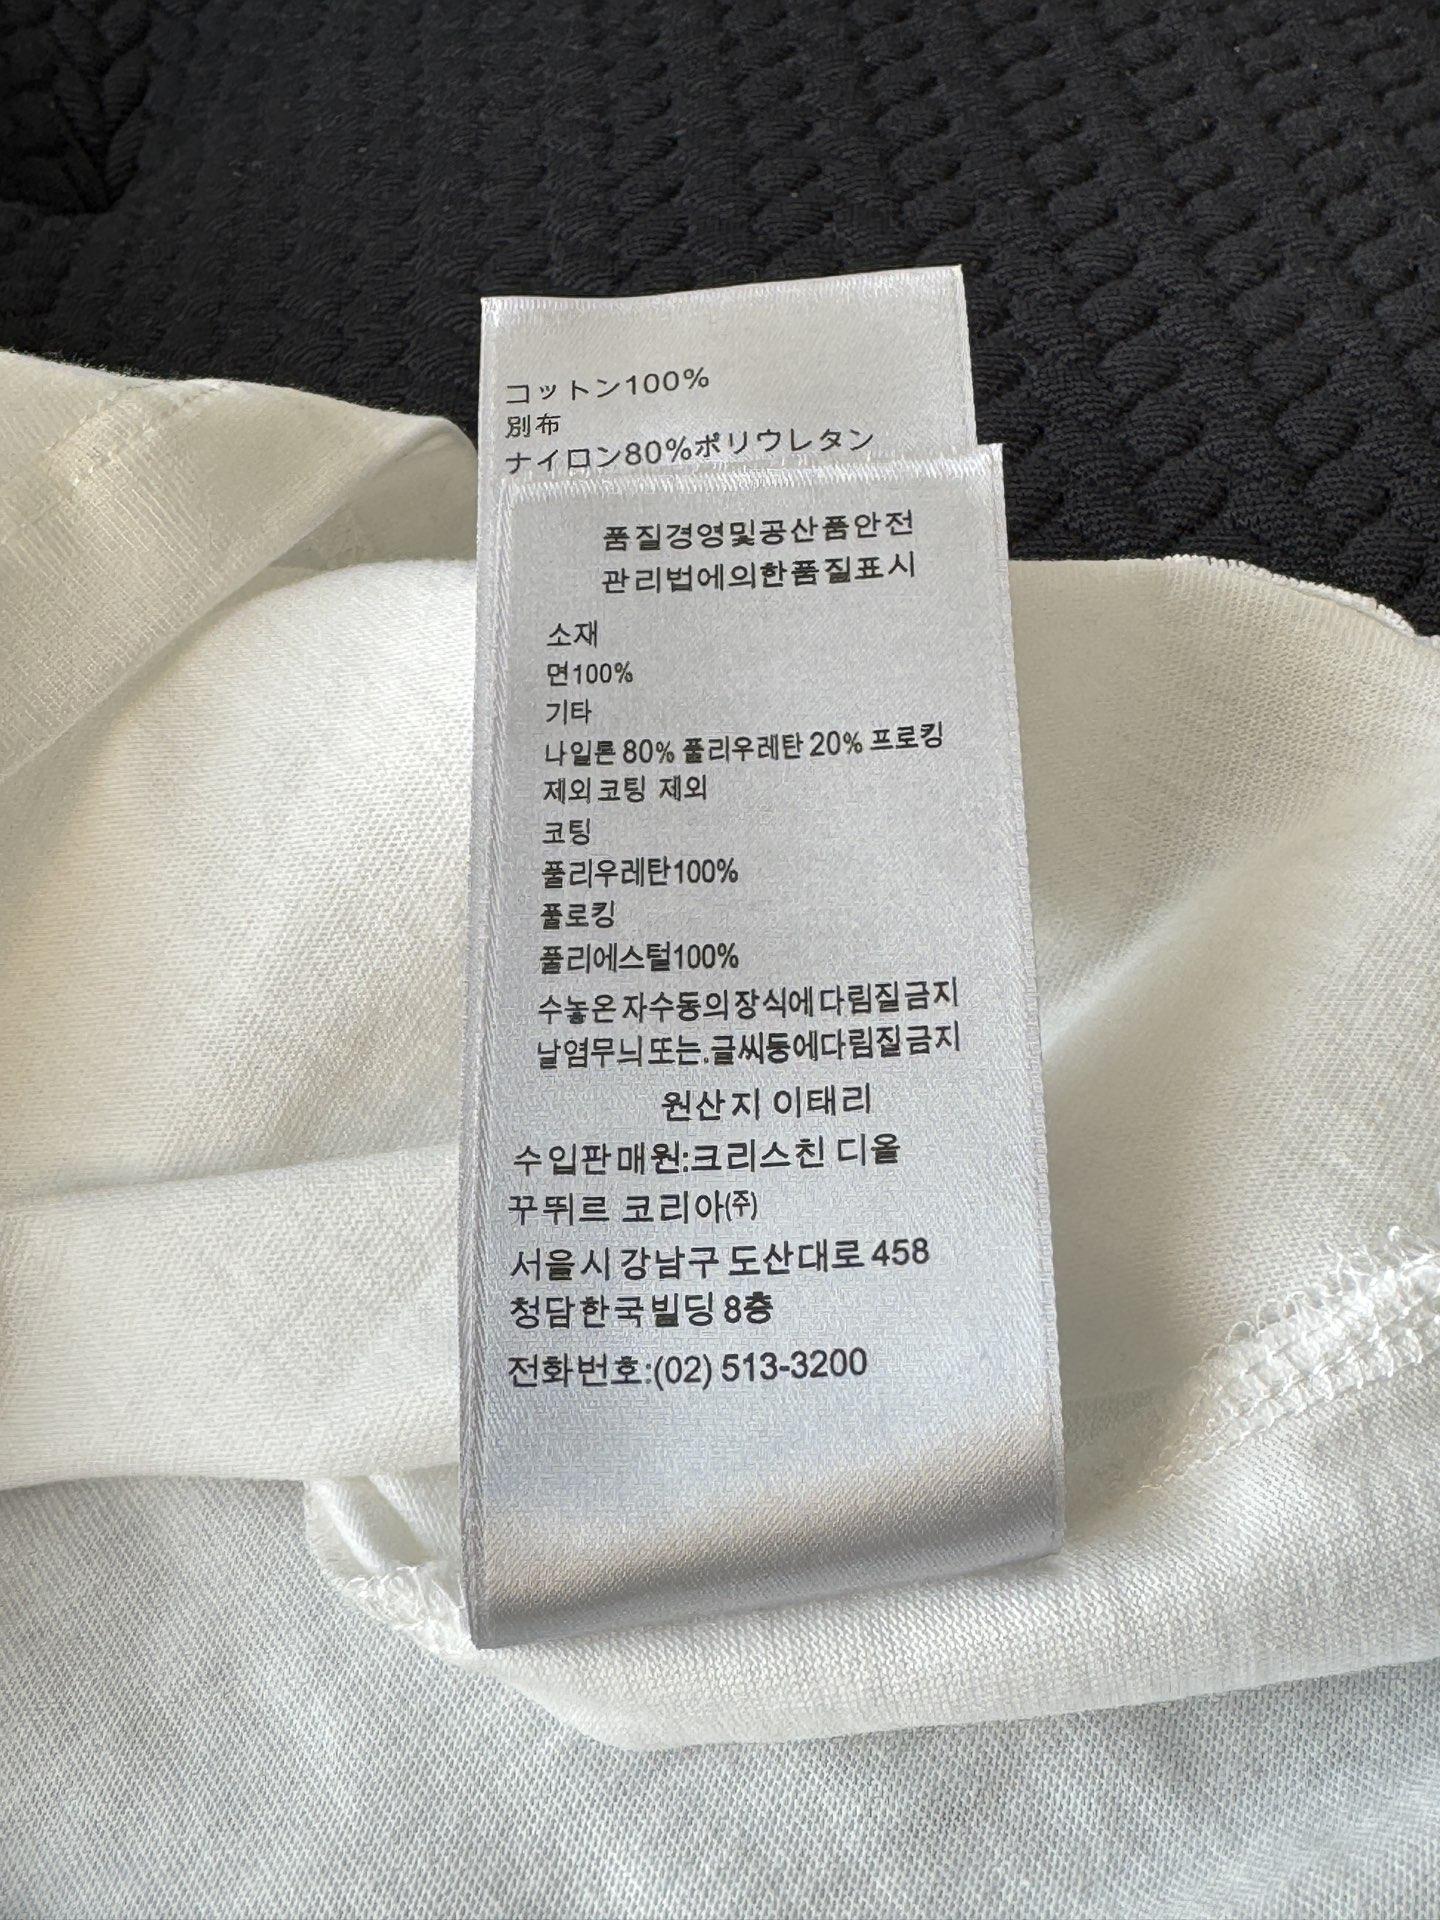 コットン100%
別布
ナイロン80%ポリウレタン
품질경영및공산품안전
관리법에의한품질표시
소재
면100%
기타
나일론 80% 풀리우레탄 20% 프로킹
제외 코팅 제외
코팅
풀리우레탄100%
풀로킹
풀리에스털100%
수놓온 자수동의 장식에 다림질 금지
날염무늬 또는.글씨동에다림질 금지
원산지 이태리
수입판매원:크리스친 디올
꾸뛰르 코리아(주)
서울시 강남구 도산대로 458
청담한국빌딩 8층
전화번호:(02) 513-3200